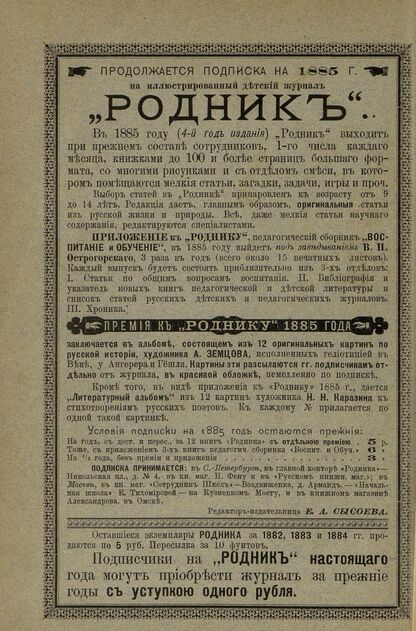 ПРОДОЛЖАЕТСЯ ПОДПИСКА НА 1885 Г.
на иллюстрированный дѣтскій журналъ
„РОДНИКЪ“.
Въ 1885 году (4-й годъ изданія) „Родникъ“ выходитъ
при прежнемъ составѣ сотрудниковъ, 1-го числа каждаго
мѣсяца, книжками до 100 и болѣе страницъ большаго фор-
мата, со многими рисунками и съ отдѣломъ смѣси, въ кото-
ромъ помѣщаются мелкія статьи, загадки, задачи, игры и проч.
Выборъ статей въ „Родникѣ“ приваровленъ къ возрасту отъ 9
до 14 лѣтъ. Редакція даетъ, главнымъ образомъ, оригинальныя статьи
изъ русской жизни и природы. Всѣ, даже мелкія статьи научнаго
содержанія, редактируются спеціалистами.
ПРИЛОЖЕНІЕ къ „РОДНИКУ“, педагогическій сборникъ „ВОС-
ПИТАНІЕ и ОБУЧЕНІЕ“, въ 1885 году выйдетъ, подъ завѣдываніемъ В. П.
Острогорскаго, 3 раза въ годъ (всего около 15 печатныхъ листовъ).
Каждый выпускъ будетъ состоять приблизительно изъ 3-хъ отдѣловъ:
I. Статьи по общимъ вопросамъ воспитанія. II. Библіографія и
указатель новыхъ книгъ педагогической и дѣтской литературы и
списокъ статей русскихъ дѣтскихъ и педагогическихъ журналовъ.
III. Хроника.
ПРЕМІЯ КЪ „РОДНИКУ“ 1885 ГОДА
заключается въ альбомѣ, состоящемъ изъ 12 оригинальныхъ картинъ по
русской исторіи, художника А. ЗЕМЦОВА, исполненныхъ геліотипіей въ
Вѣнѣ, у Ангерера и Гёшля. Картины эти разсылаются гг. подписчикамъ от-
дѣльно отъ журнала, въ красивой обложкѣ, немедленно по подпискѣ.
Кромѣ того, въ видѣ приложенія къ «Роднику» 1885 г., дается
„Литературный альбомъ“ изъ 12 картинъ художника Н. Н. Каразина къ
стихотвореніямъ русскихъ поэтовъ. Къ каждому № прилагается по
одной такой картинкѣ.
Условія подписки на 1885 годъ остаются прежнія:
На годъ, съ дост. и перес., за 12 книгъ «Родника» съ отдѣльною преміею 5 р.
Тоже, съ приложеніемъ 3-хъ книгъ педагогич. сборника «Воспит. и Обуч.» 6 »
На ½ года, безъ преміи и приложенія 3 »
ПОДПИСКА ПРИНИМАЕТСЯ: въ С.-Петербургѣ, въ главной конторѣ «Родника»—
Никольская пл., д. № 4, въ кн. маг. Н. Фену и въ «Русскомъ книжн. маг.»; въ
Москвѣ, въ кн. маг. «Сотрудникъ Школъ»—Воздвиженка, д. Армандъ,—«Началь-
ная школа» Е. Тихомировой — на Кузнецкомъ Мосту, и въ книжномъ магазинѣ
Александрова, въ Омскѣ.
Редакторъ-издательница Е. А. СЫСОЕВА.
Оставшіеся экземпляры РОДНИКА за 1882, 1883 и 1884 гг. про-
даются по 5 руб. Пересылка за 10 фунтовъ.
Подписчики на „РОДНИКЪ“ настоящаго
года могутъ пріобрѣсти журналъ за прежніе
годы съ уступкою одного рубля.